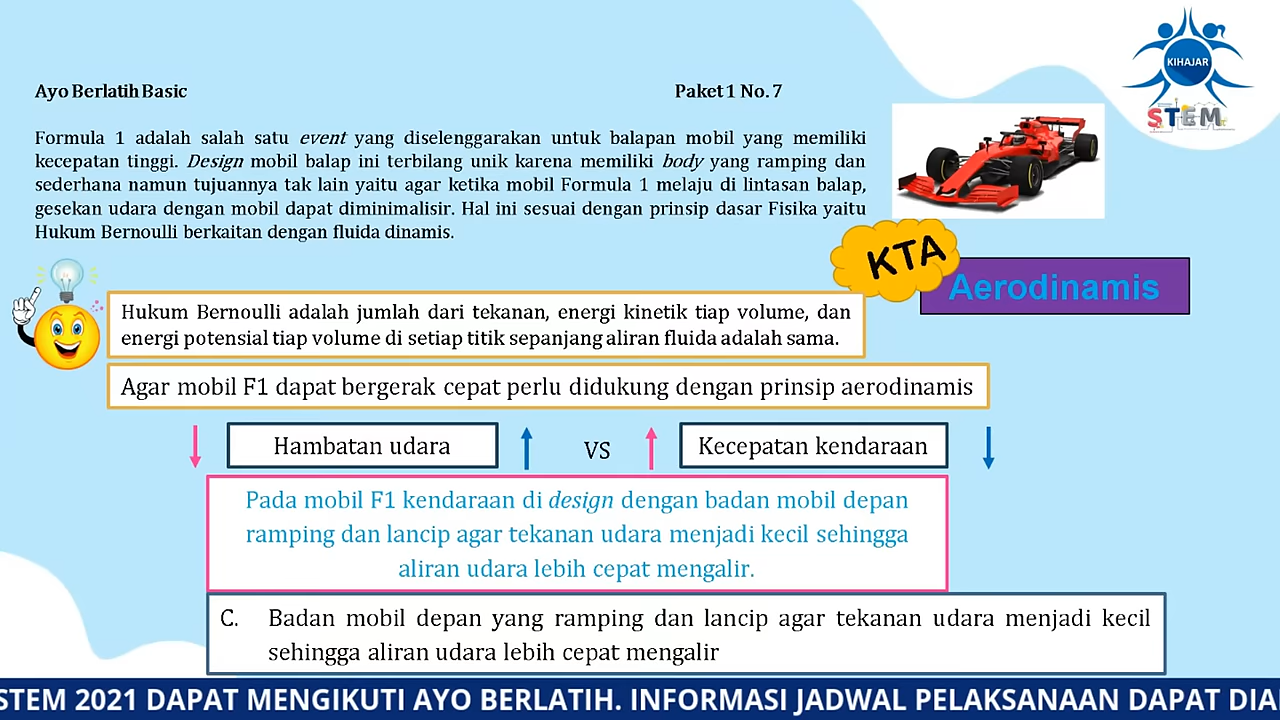 KIHAJAR
STEM
Ayo Berlatih Basic
Paket 1 No. 7
Formula 1 adalah salah satu event yang diselenggarakan untuk balapan mobil yang memiliki
kecepatan tinggi. Design mobil balap ini terbilang unik karena memiliki body yang ramping dan
sederhana namun tujuannya tak lain yaitu agar ketika mobil Formula 1 melaju di lintasan balap,
gesekan udara dengan mobil dapat diminimalisir. Hal ini sesuai dengan prinsip dasar Fisika yaitu
Hukum Bernoulli berkaitan dengan fluida dinamis.
KTA
Aerodinamis
Hukum Bernoulli adalah jumlah dari tekanan, energi kinetik tiap volume, dan
energi potensial tiap volume di setiap titik sepanjang aliran fluida adalah sama.
Agar mobil F1 dapat bergerak cepat perlu didukung dengan prinsip aerodinamis
Hambatan udara
VS
Kecepatan kendaraan
Pada mobil F1 kendaraan di design dengan badan mobil depan
ramping dan lancip agar tekanan udara menjadi kecil sehingga
aliran udara lebih cepat mengalir.
C. Badan mobil depan yang ramping dan lancip agar tekanan udara menjadi kecil
sehingga aliran udara lebih cepat mengalir
STEM 2021 DAPAT MENGIKUTI AYO BERLATIH. INFORMASI JADWAL PELAKSANAAN DAPAT DIA